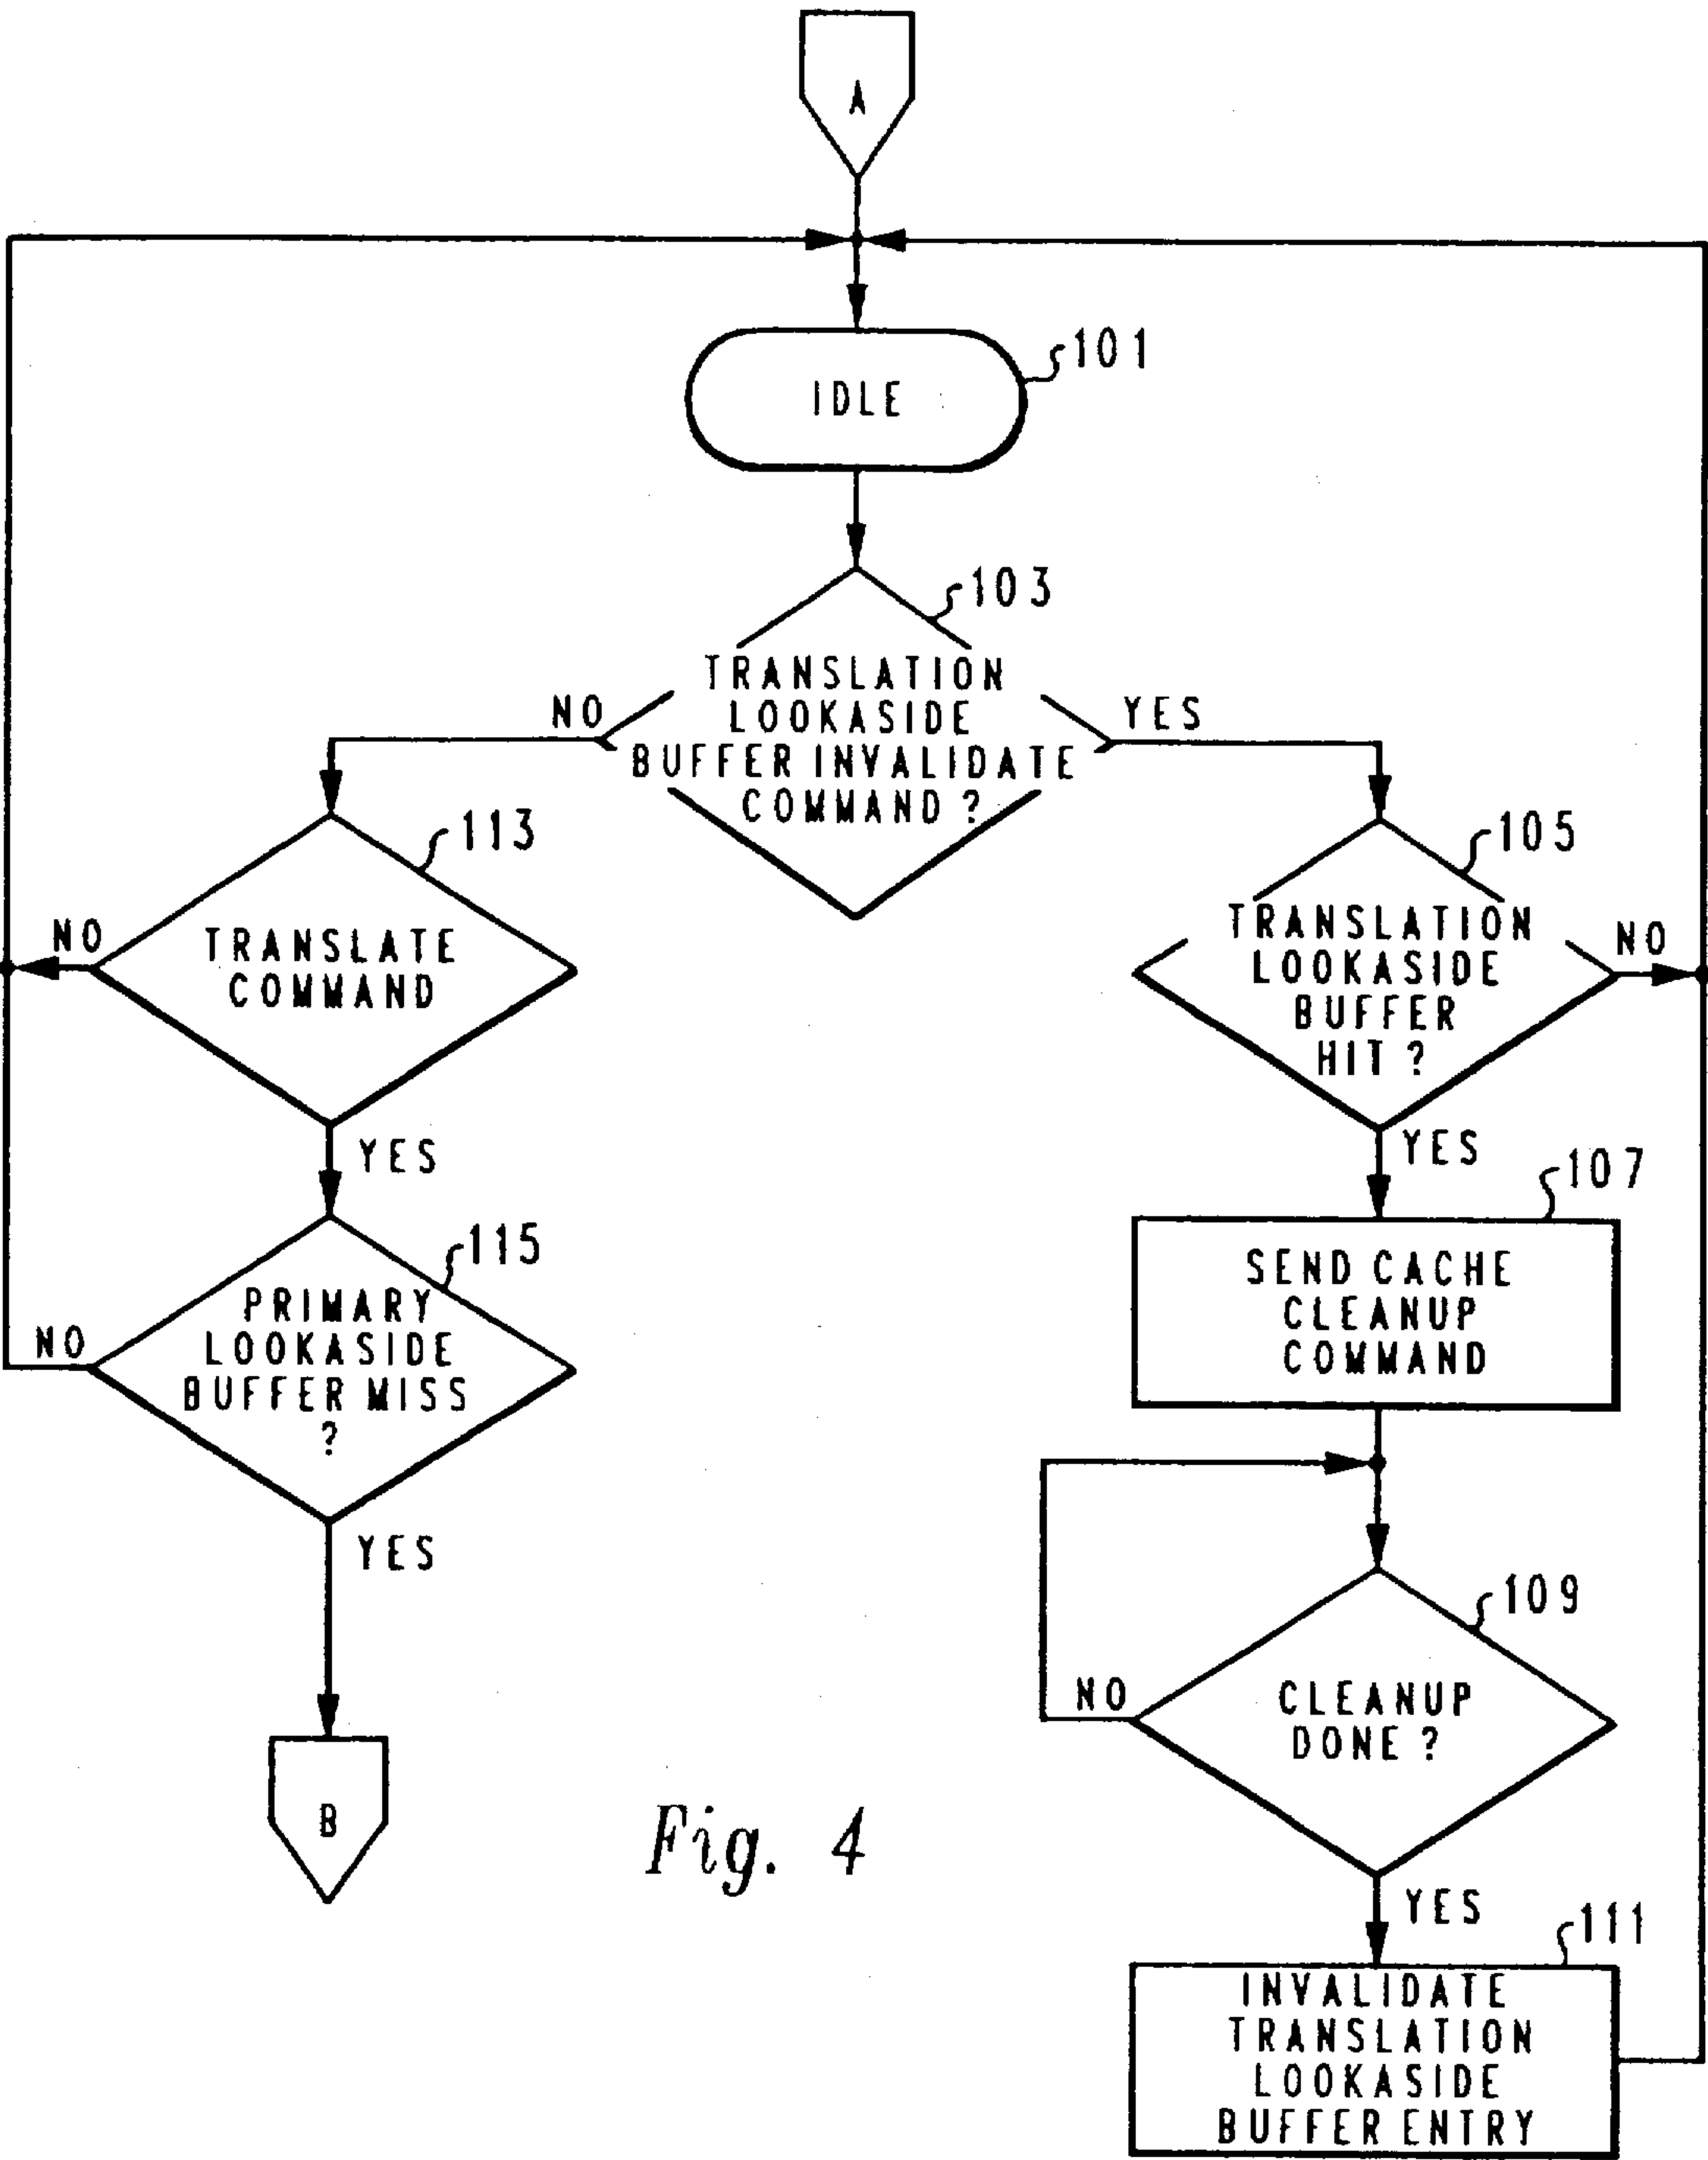 A
101
IDLE
103
TRANSLATION
LOOKASIDE
BUFFER INVALIDATE
COMMAND ?
NO
YES
113
TRANSLATE
COMMAND
NO
YES
105
TRANSLATION
LOOKASIDE
BUFFER
HIT ?
NO
YES
115
PRIMARY
LOOKASIDE
BUFFER MISS
?
NO
YES
B
107
SEND CACHE
CLEANUP
COMMAND
109
CLEANUP
DONE ?
NO
YES
111
INVALIDATE
TRANSLATION
LOOKASIDE
BUFFER ENTRY
Fig. 4